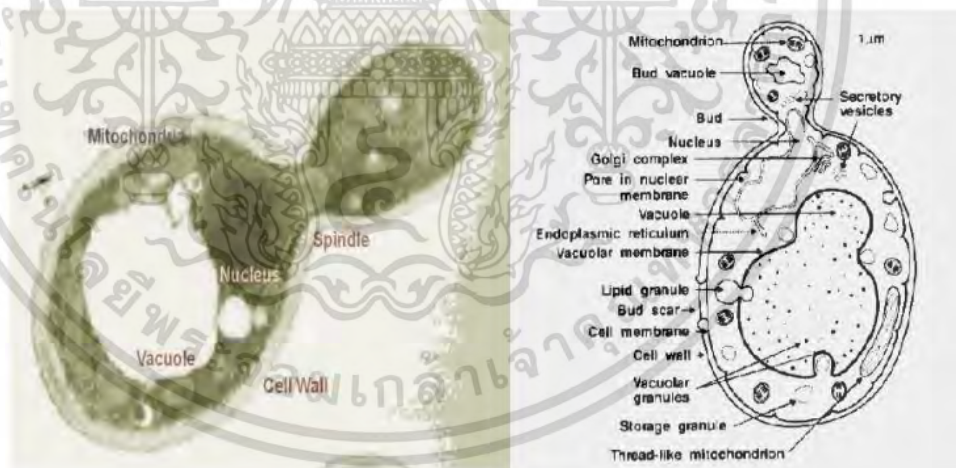 Mitochondria
Spindle
Nucleus
Vacuole
Cell Wall
Mitochondrion
1 µm
Bud vacuole
Secretory
vesicles
Bud
Nucleus
Golgi complex
Pore in nuclear
membrane
Vacuole
Endoplasmic reticulum
Vacuolar membrane
Lipid granule
Bud scar
Cell membrane
Cell wall
Vacuolar
granules
Storage granule
Thread-like mitochondrion